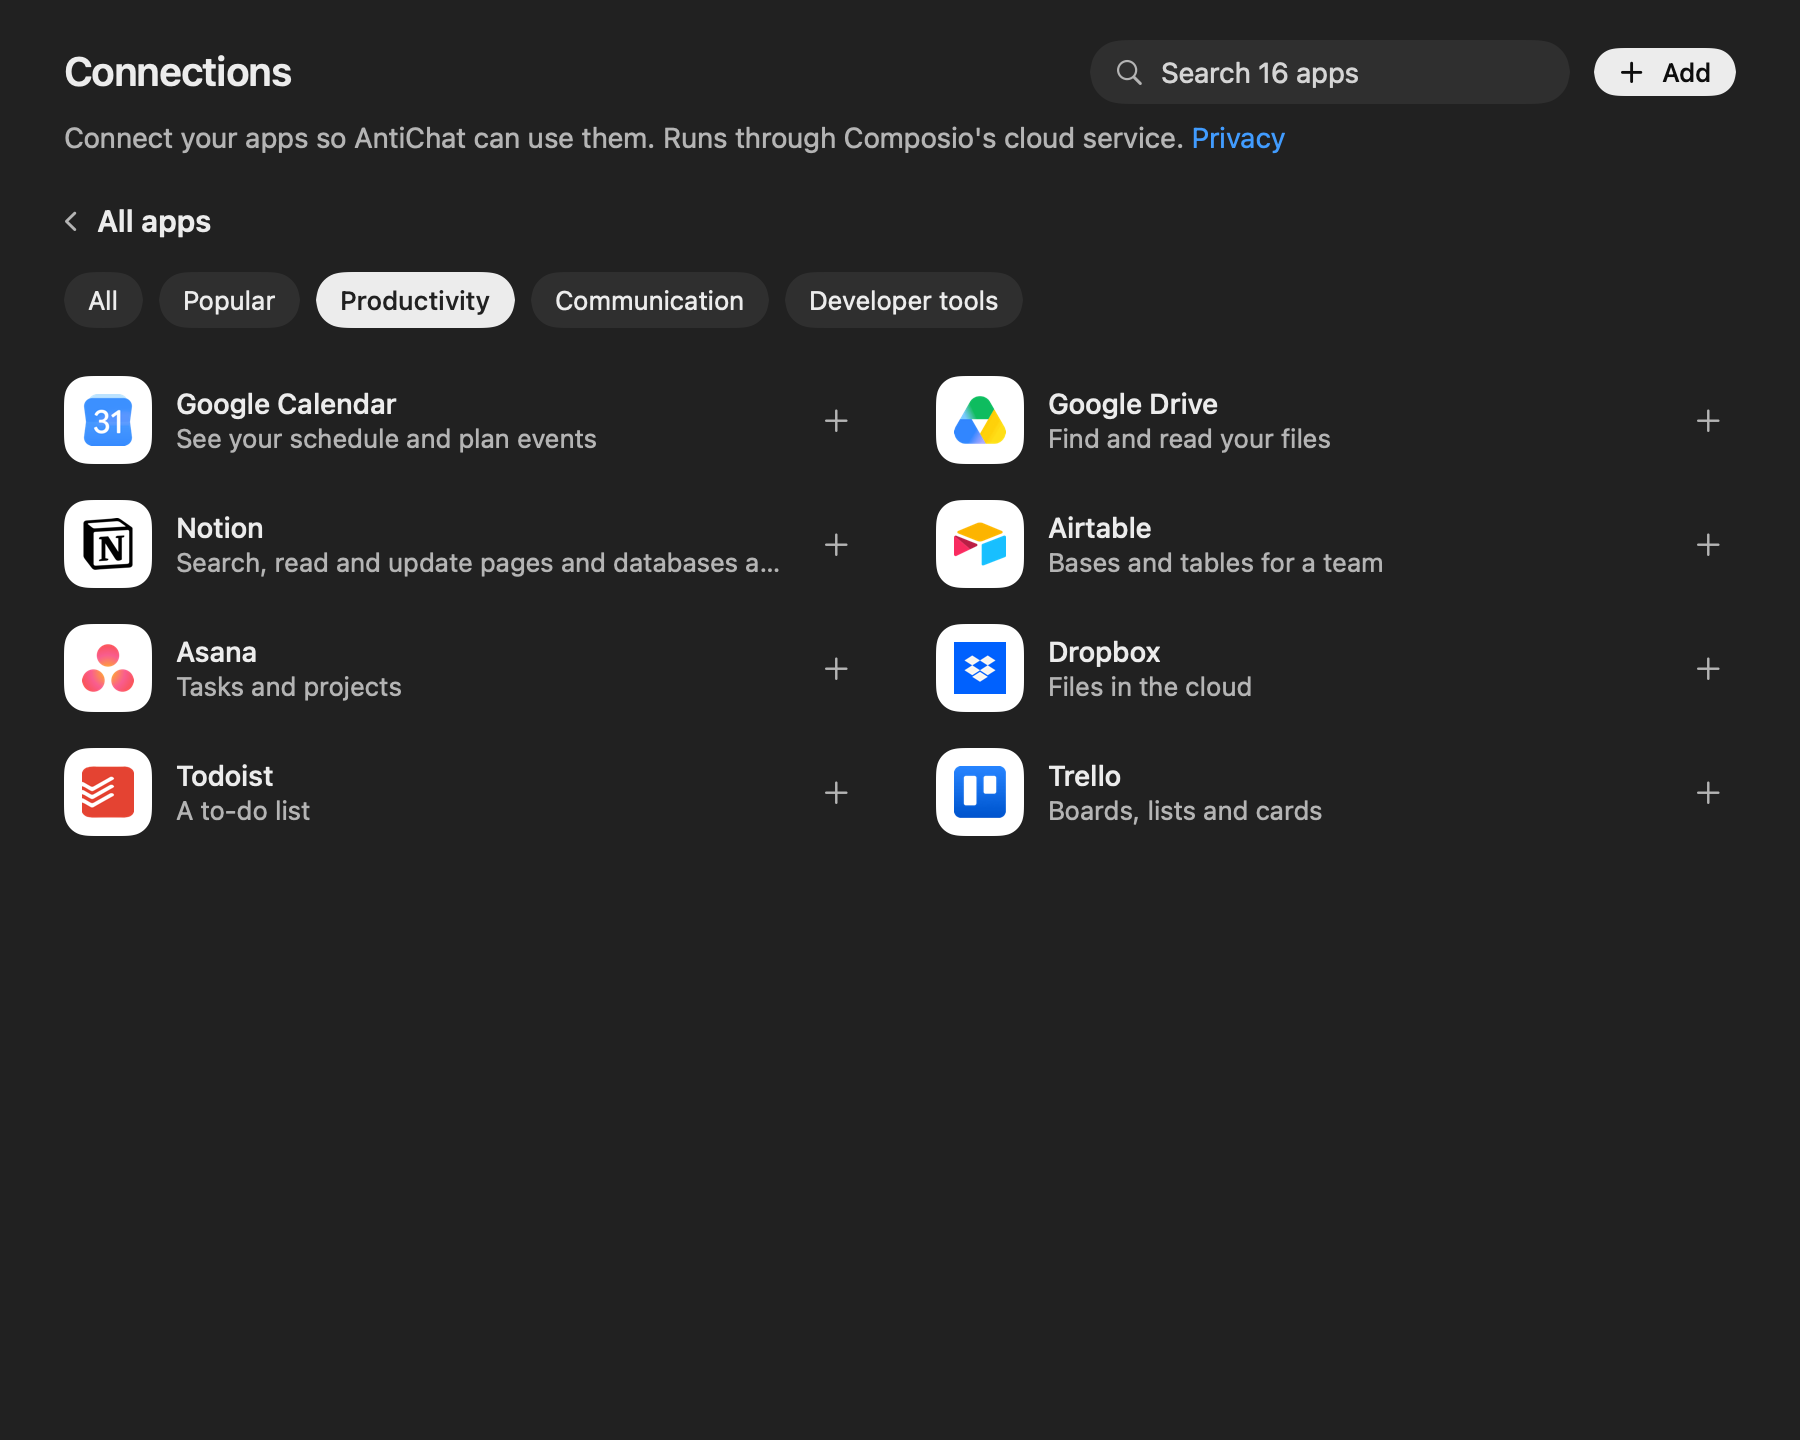 Connections
Search 16 apps
+ Add
Connect your apps so AntiChat can use them. Runs through Composio's cloud service. Privacy
All apps
All
Popular
Productivity
Communication
Developer tools
31
Google Calendar
See your schedule and plan events
Google Drive
Find and read your files
N
Notion
Search, read and update pages and databases a...
Airtable
Bases and tables for a team
Asana
Tasks and projects
Dropbox
Files in the cloud
Todoist
A to-do list
Trello
Boards, lists and cards